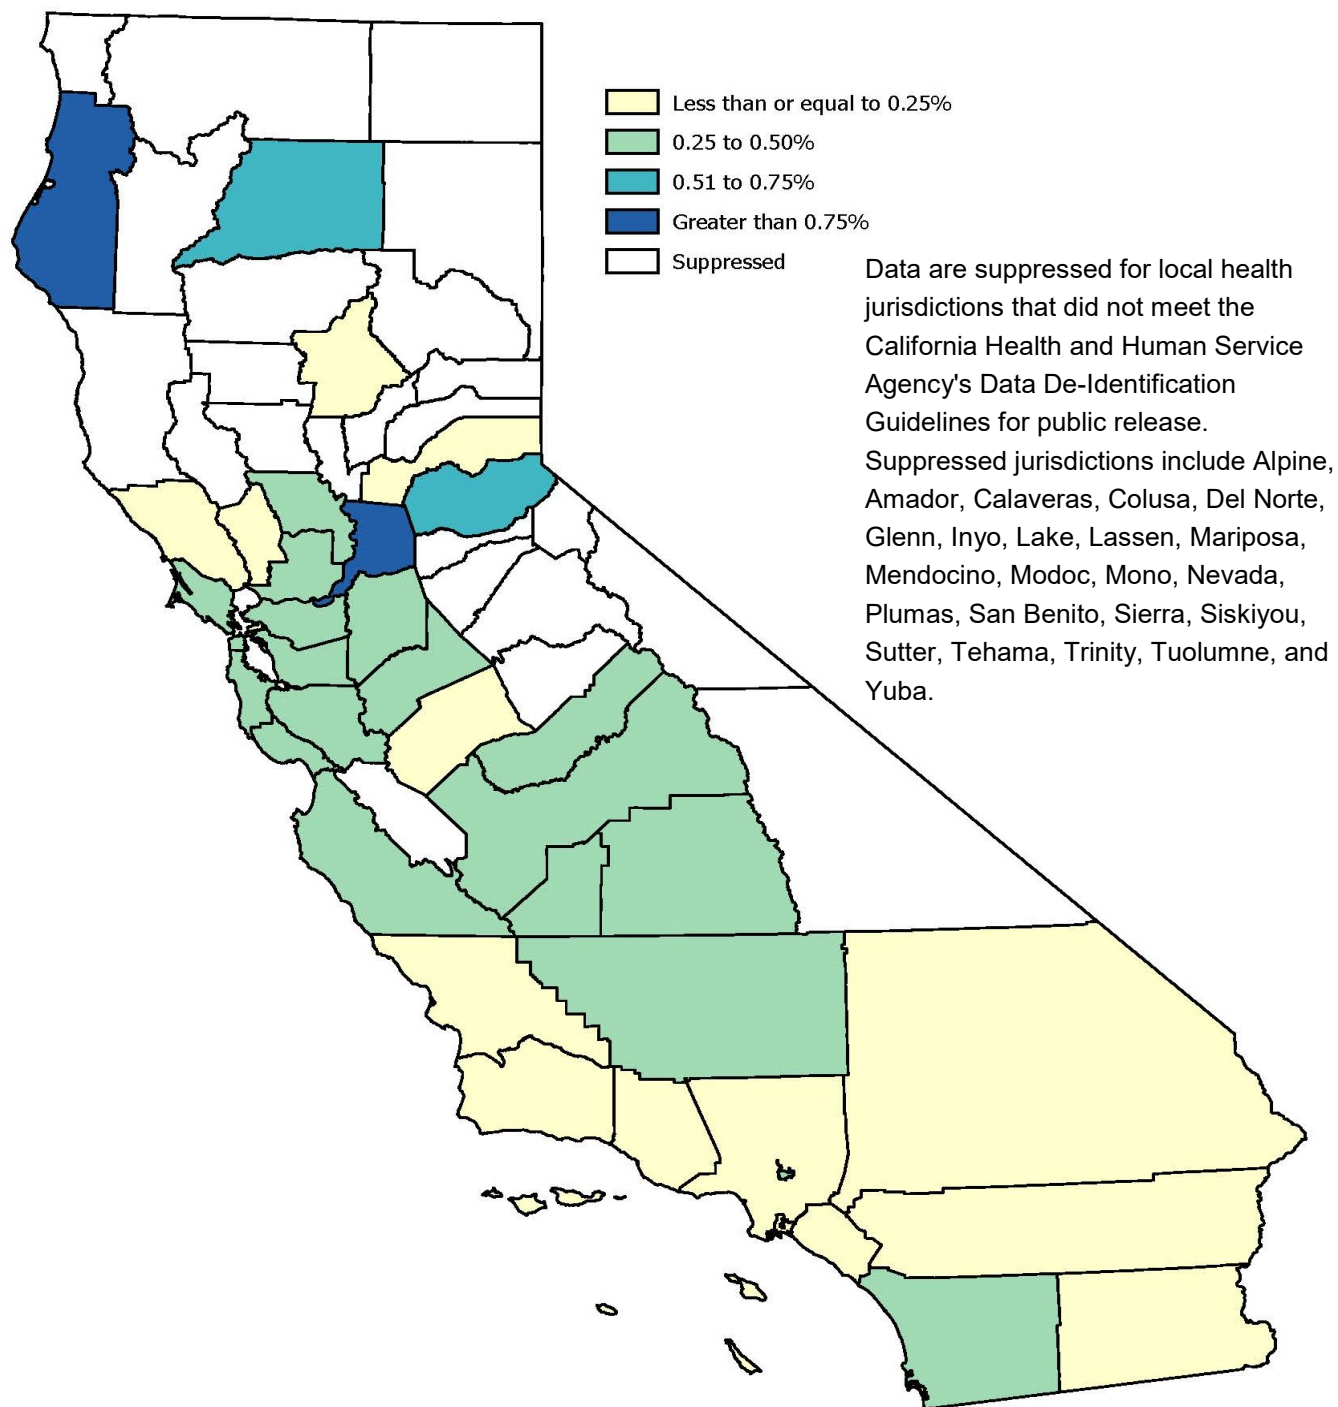 Less than or equal to 0.25%
0.25 to 0.50%
0.51 to 0.75%
Greater than 0.75%
Suppressed
Data are suppressed for local health
jurisdictions that did not meet the
California Health and Human Service
Agency's Data De-Identification
Guidelines for public release.
Suppressed jurisdictions include Alpine,
Amador, Calaveras, Colusa, Del Norte,
Glenn, Inyo, Lake, Lassen, Mariposa,
Mendocino, Modoc, Mono, Nevada,
Plumas, San Benito, Sierra, Siskiyou,
Sutter, Tehama, Trinity, Tuolumne, and
Yuba.